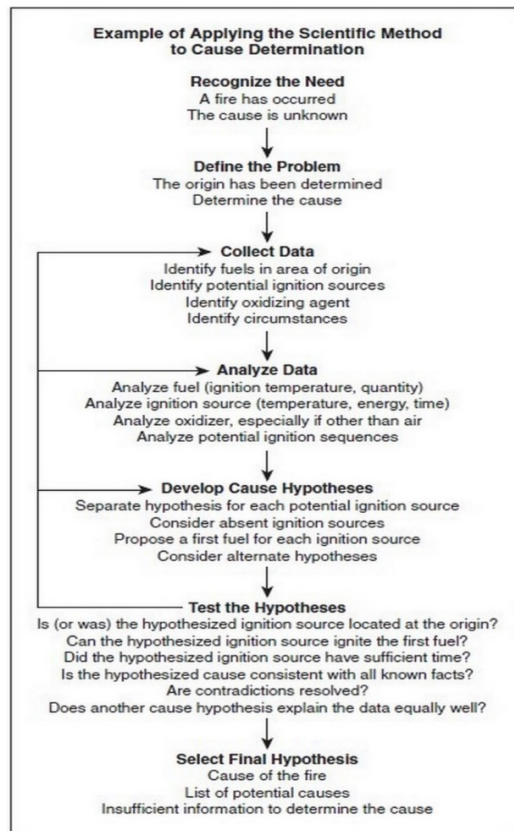 Example of Applying the Scientific Method
to Cause Determination
Recognize the Need
A fire has occurred
The cause is unknown
Define the Problem
The origin has been determined
Determine the cause
Collect Data
Identify fuels in area of origin
Identify potential ignition sources
Identify oxidizing agent
Identify circumstances
Analyze Data
Analyze fuel (ignition temperature, quantity)
Analyze ignition source (temperature, energy, time)
Analyze oxidizer, especially if other than air
Analyze potential ignition sequences
Develop Cause Hypotheses
Separate hypothesis for each potential ignition source
Consider absent ignition sources
Propose a first fuel for each ignition source
Consider alternate hypotheses
Test the Hypotheses
Is (or was) the hypothesized ignition source located at the origin?
Can the hypothesized ignition source ignite the first fuel?
Did the hypothesized ignition source have sufficient time?
Is the hypothesized cause consistent with all known facts?
Are contradictions resolved?
Does another cause hypothesis explain the data equally well?
Select Final Hypothesis
Cause of the fire
List of potential causes
Insufficient information to determine the cause